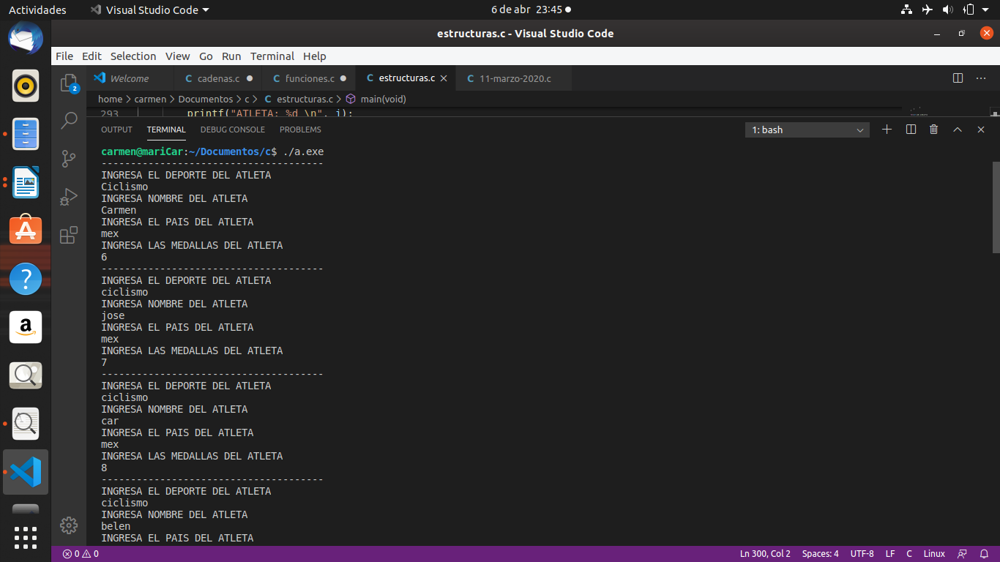 Actividades Visual Studio Code 6 de abr 23:45
estructuras.c - Visual Studio Code
File Edit Selection View Go Run Terminal Help
Welcome cadenas.c funciones.c estructuras.c 11-marzo-2020.c
home > carmen > Documentos > c > C estructuras.c > main(void)
293 printf("ATLETA: %d \n", i);
OUTPUT TERMINAL DEBUG CONSOLE PROBLEMS 1: bash
carmen@mariCar:~/Documentos/c$ ./a.exe
--------------------------------------
INGRESA EL DEPORTE DEL ATLETA
Ciclismo
INGRESA NOMBRE DEL ATLETA
Carmen
INGRESA EL PAIS DEL ATLETA
mex
INGRESA LAS MEDALLAS DEL ATLETA
6
--------------------------------------
INGRESA EL DEPORTE DEL ATLETA
ciclismo
INGRESA NOMBRE DEL ATLETA
jose
INGRESA EL PAIS DEL ATLETA
mex
INGRESA LAS MEDALLAS DEL ATLETA
7
--------------------------------------
INGRESA EL DEPORTE DEL ATLETA
ciclismo
INGRESA NOMBRE DEL ATLETA
car
INGRESA EL PAIS DEL ATLETA
mex
INGRESA LAS MEDALLAS DEL ATLETA
8
--------------------------------------
INGRESA EL DEPORTE DEL ATLETA
ciclismo
INGRESA NOMBRE DEL ATLETA
belen
INGRESA EL PAIS DEL ATLETA
0 0 Ln 300, Col 2 Spaces: 4 UTF-8 LF C Linux